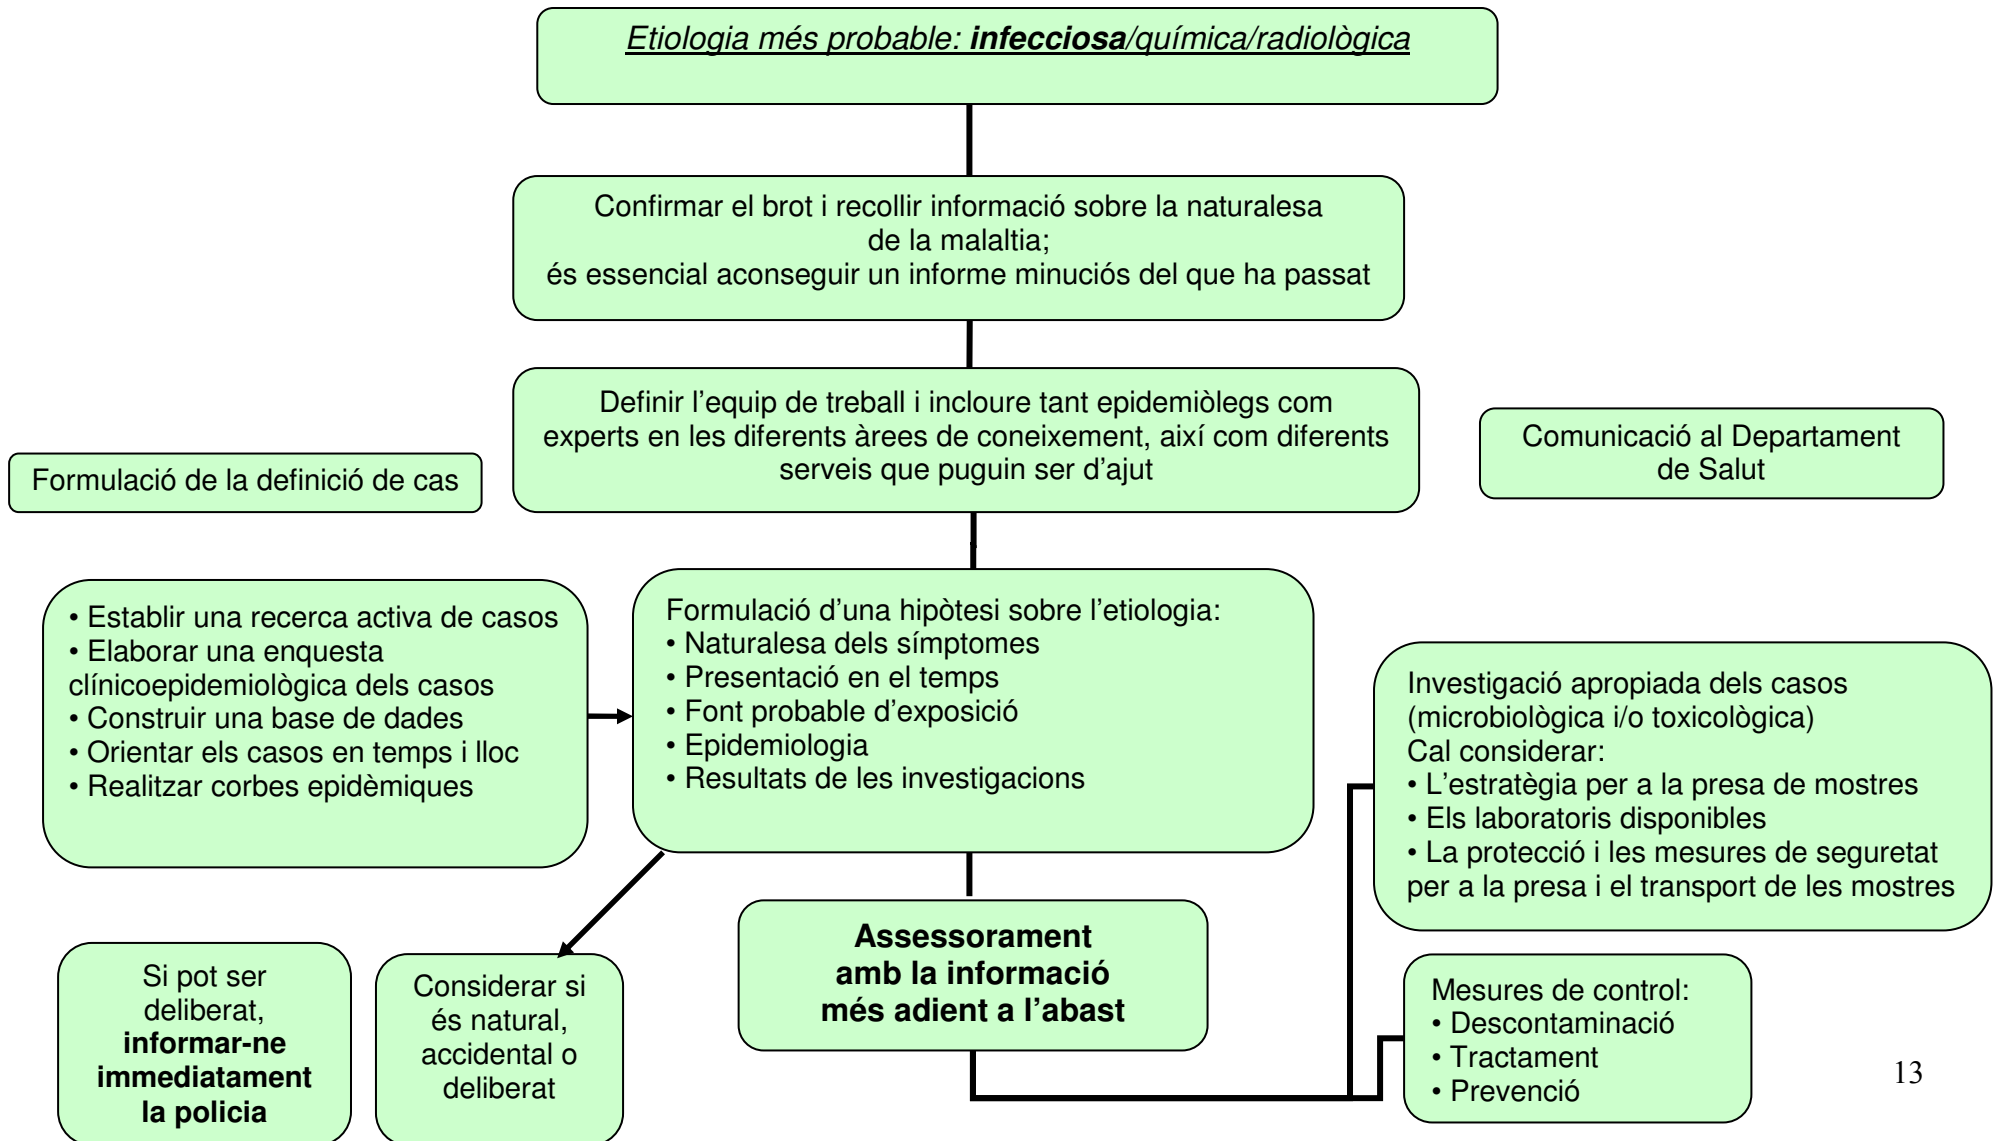 Etiologia més probable: infecciosa/química/radiològica
Confirmar el brot i recollir informació sobre la naturalesa
de la malaltia;
és essencial aconseguir un informe minuciós del que ha passat
Definir l’equip de treball i incloure tant epidemiòlegs com
experts en les diferents àrees de coneixement, així com diferents
serveis que puguin ser d’ajut
Comunicació al Departament
de Salut
Formulació de la definició de cas
• Establir una recerca activa de casos
• Elaborar una enquesta
clínicoepidemiològica dels casos
• Construir una base de dades
• Orientar els casos en temps i lloc
• Realitzar corbes epidèmiques
Formulació d’una hipòtesi sobre l’etiologia:
• Naturalesa dels símptomes
• Presentació en el temps
• Font probable d’exposició
• Epidemiologia
• Resultats de les investigacions
Investigació apropiada dels casos
(microbiològica i/o toxicològica)
Cal considerar:
• L’estratègia per a la presa de mostres
• Els laboratoris disponibles
• La protecció i les mesures de seguretat
per a la presa i el transport de les mostres
Si pot ser
deliberat,
informar-ne
immediatament
la policia
Considerar si
és natural,
accidental o
deliberat
Assessorament
amb la informació
més adient a l’abast
Mesures de control:
• Descontaminació
• Tractament
• Prevenció
13